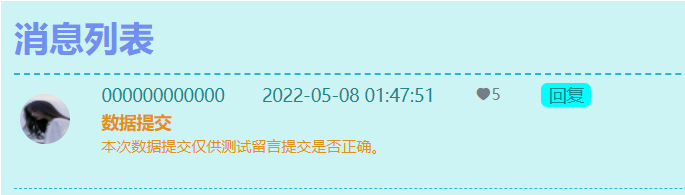 消息列表
000000000000 2022-05-08 01:47:51 5 回复
数据提交
本次数据提交仅供测试留言提交是否正确。